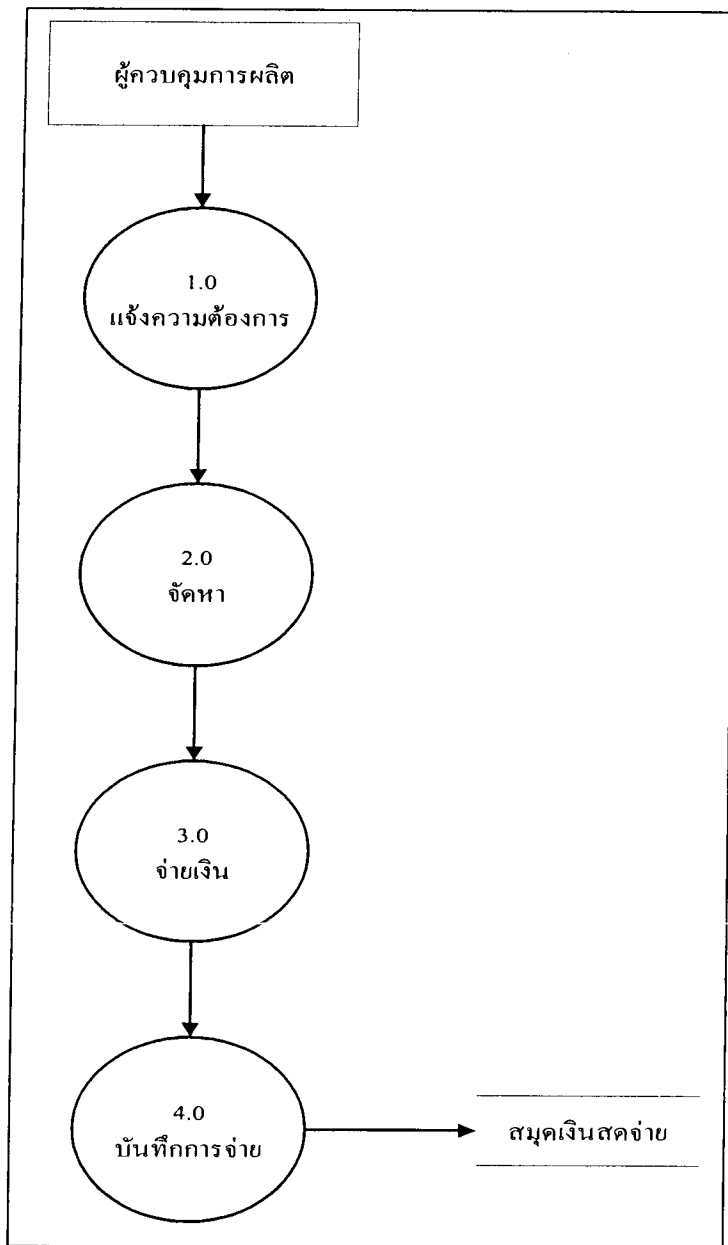 ผู้ควบคุมการผลิต
1.0
แจ้งความต้องการ
2.0
จัดหา
3.0
จ่ายเงิน
4.0
บันทึกการจ่าย
สมุดเงินสดจ่าย